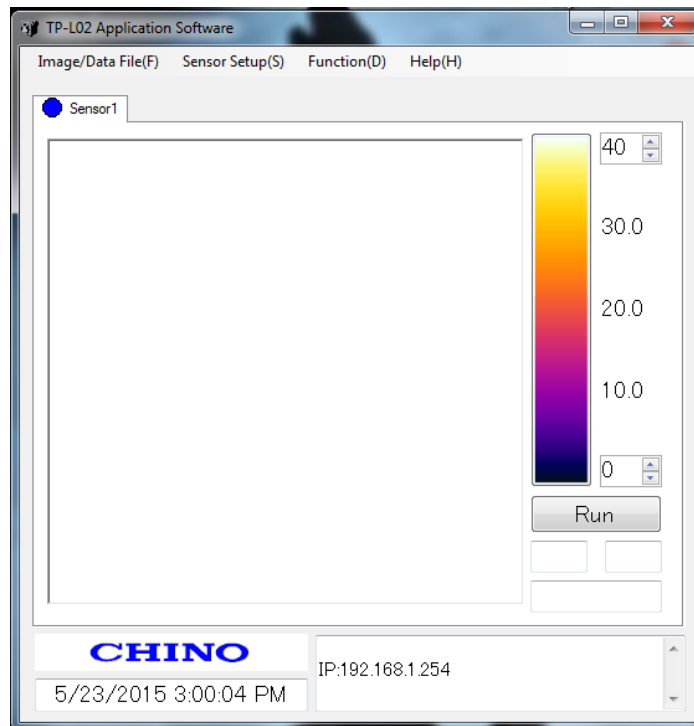 TP-L02 Application Software
Image/Data File(F) Sensor Setup(S) Function(D) Help(H)
Sensor1
40
30.0
20.0
10.0
0
Run
CHINO
IP:192.168.1.254
5/23/2015 3:00:04 PM